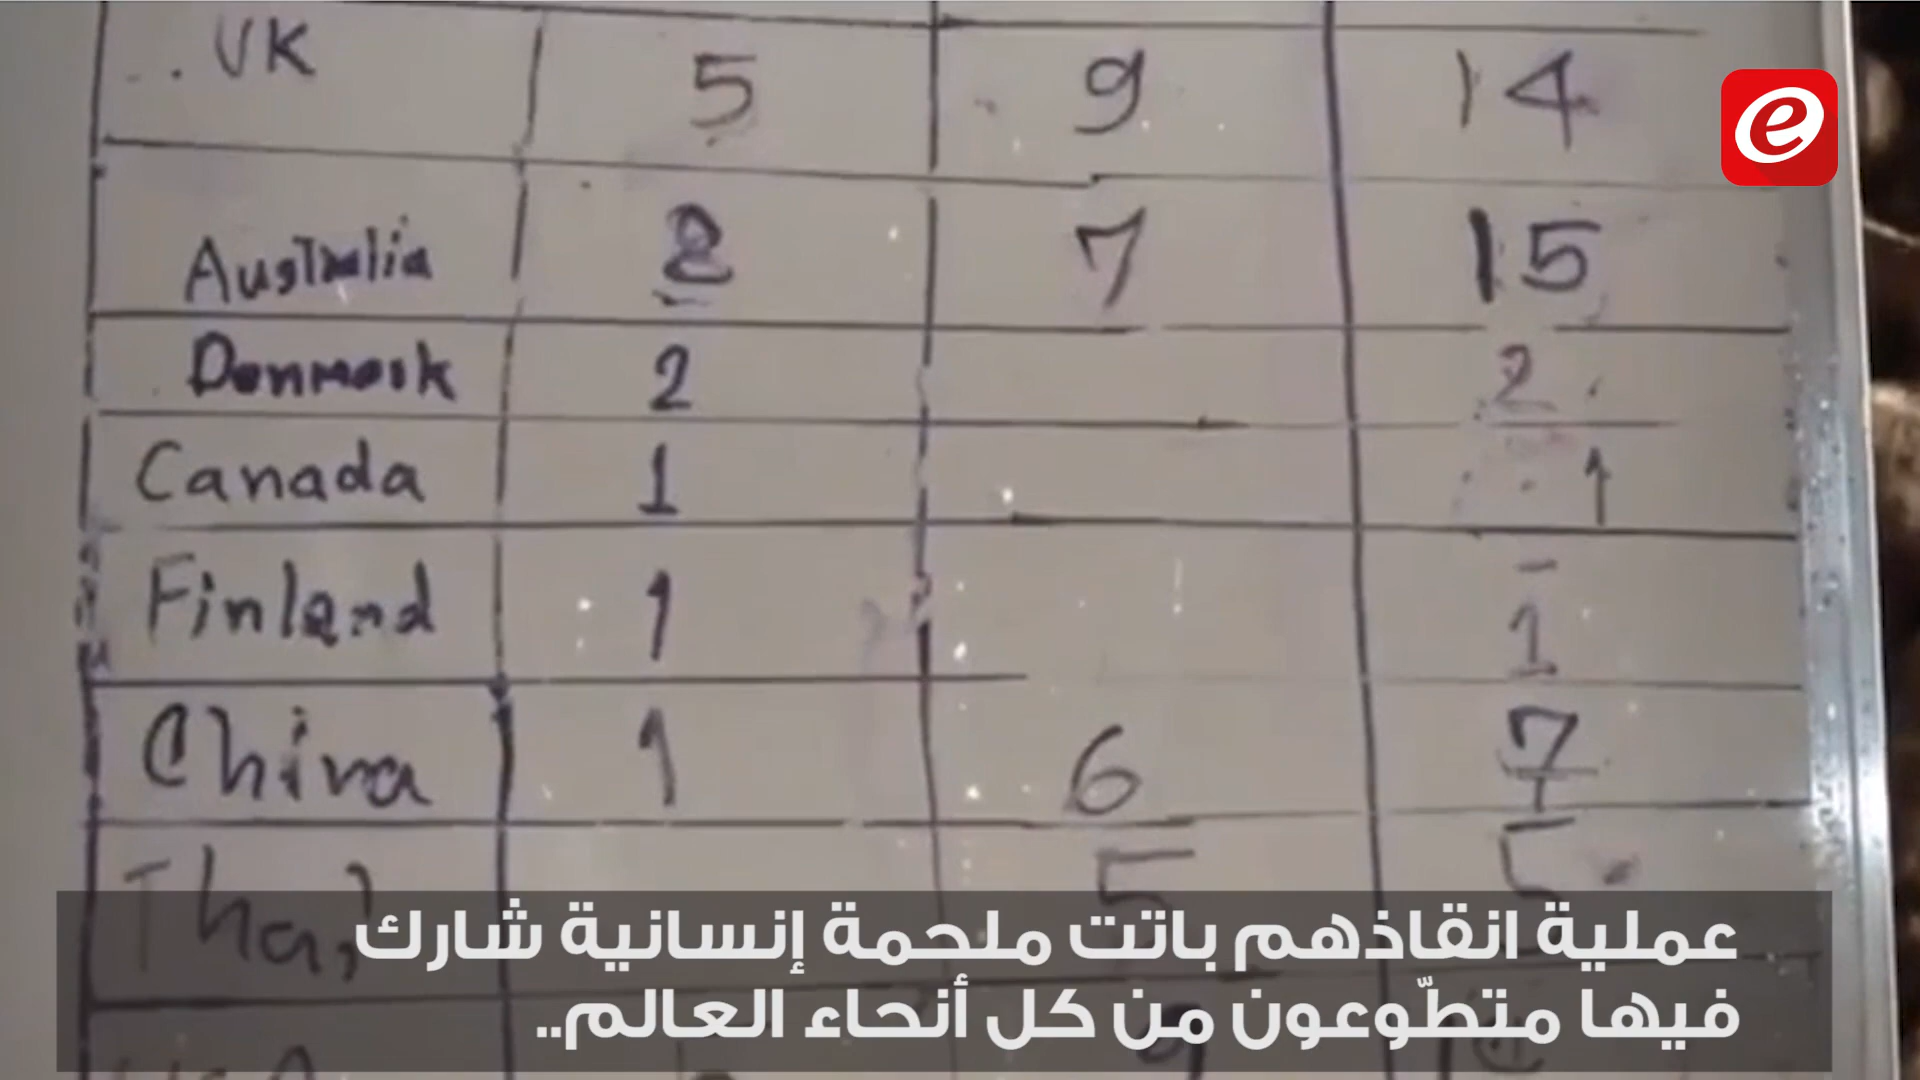 UK 5 9 14
e
Australia 8 7 15
Denmark 2 2
Canada 1 1
Finland 1 1
China 1 6 7
Thai 5 5
عملية انقاذهم باتت ملحمة إنسانية شارك
فيها متطوّعون من كل أنحاء العالم..